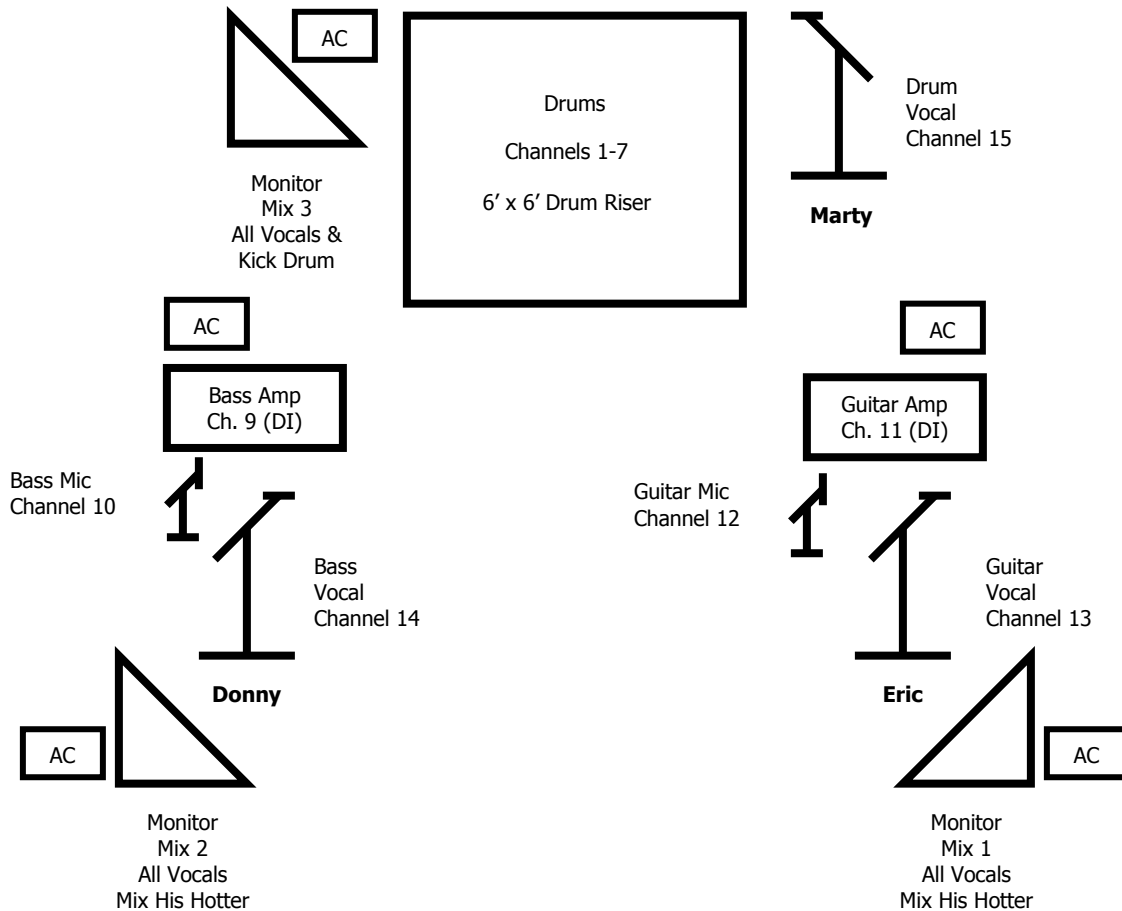 AC
Drums
Channels 1-7
6’ x 6’ Drum Riser
Drum
Vocal
Channel 15
Marty
Monitor
Mix 3
All Vocals &
Kick Drum
AC
AC
Bass Amp
Ch. 9 (DI)
Guitar Amp
Ch. 11 (DI)
Bass Mic
Channel 10
Guitar Mic
Channel 12
Bass
Vocal
Channel 14
Guitar
Vocal
Channel 13
Donny
Eric
AC
AC
Monitor
Mix 2
All Vocals
Mix His Hotter
Monitor
Mix 1
All Vocals
Mix His Hotter